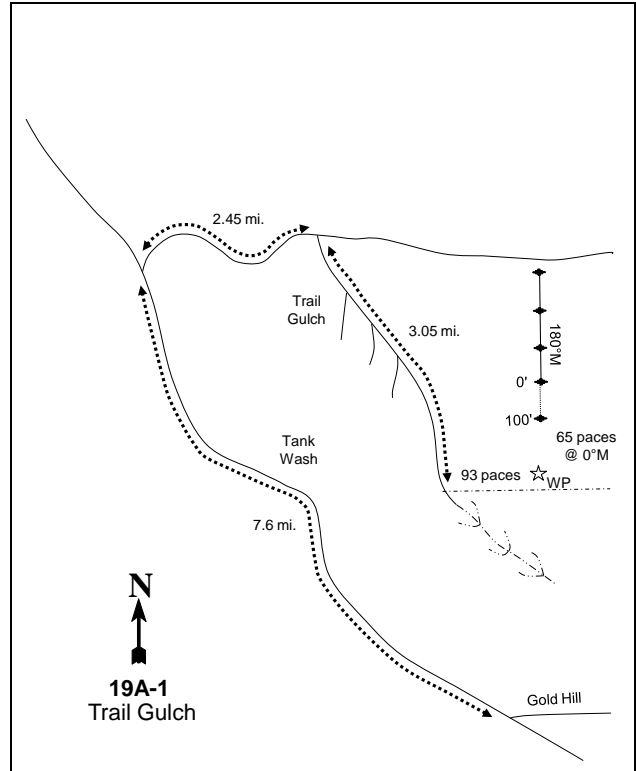 2.45 mi.
Trail
Gulch
3.05 mi.
180°M
0'
100'
65 paces
@ 0°M
93 paces
WP
Tank
Wash
7.6 mi.
N
19A-1
Trail Gulch
Gold Hill